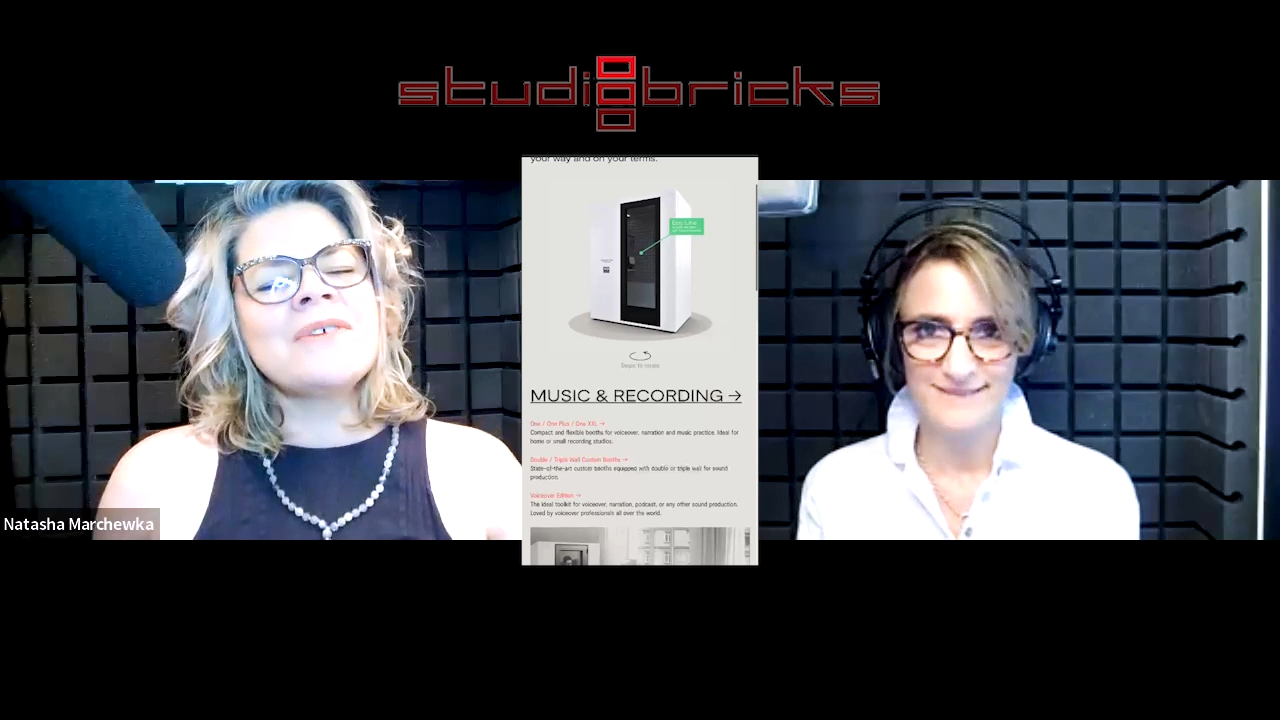 studiobricks
your way and on your terms.
Eco Line
Swipe to rotate
MUSIC & RECORDING →
One / One Plus / One XXL →
Compact and flexible booths for voiceover, narration and music practice. Ideal for
home or small recording studios.
Double / Triple Wall Custom Booths →
State-of-the-art custom booths equipped with double or triple wall for sound
production.
Voiceover Edition →
The ideal toolkit for voiceover, narration, podcast, or any other sound production.
Loved by voiceover professionals all over the world.
Natasha Marchewka